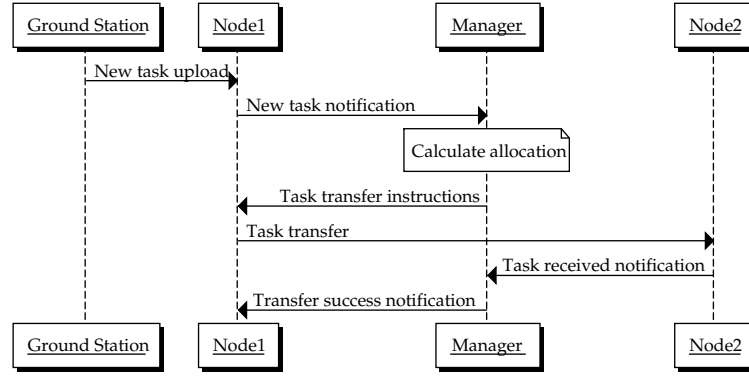 Ground Station
Node1
Manager
Node2
New task upload
New task notification
Calculate allocation
Task transfer instructions
Task transfer
Task received notification
Transfer success notification
Ground Station
Node1
Manager
Node2